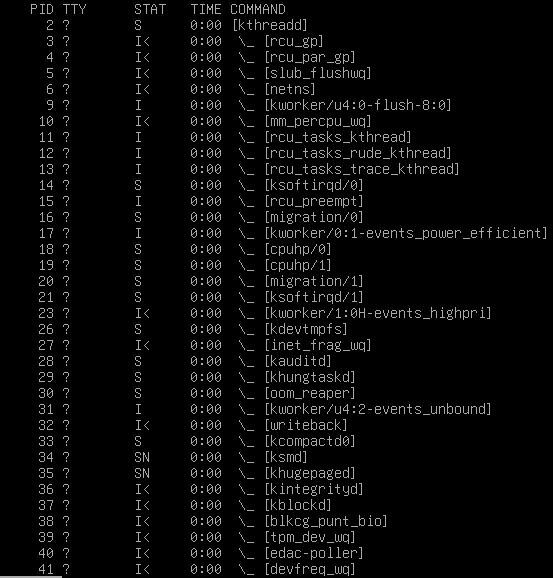 PID TTY      STAT   TIME COMMAND
2 ?        S      0:00 [kthreadd]
3 ?        I<     0:00  \_ [rcu_gp]
4 ?        I<     0:00  \_ [rcu_par_gp]
5 ?        I<     0:00  \_ [slub_flushwq]
6 ?        I<     0:00  \_ [netns]
9 ?        I      0:00  \_ [kworker/u4:0-flush-8:0]
10 ?        I<     0:00  \_ [mm_percpu_wq]
11 ?        I      0:00  \_ [rcu_tasks_kthread]
12 ?        I      0:00  \_ [rcu_tasks_rude_kthread]
13 ?        I      0:00  \_ [rcu_tasks_trace_kthread]
14 ?        S      0:00  \_ [ksoftirqd/0]
15 ?        I      0:00  \_ [rcu_preempt]
16 ?        S      0:00  \_ [migration/0]
17 ?        I      0:00  \_ [kworker/0:1-events_power_efficient]
18 ?        S      0:00  \_ [cpuhp/0]
19 ?        S      0:00  \_ [cpuhp/1]
20 ?        S      0:00  \_ [migration/1]
21 ?        S      0:00  \_ [ksoftirqd/1]
23 ?        I<     0:00  \_ [kworker/1:0H-events_highpri]
26 ?        S      0:00  \_ [kdevtmpfs]
27 ?        I<     0:00  \_ [inet_frag_wq]
28 ?        S      0:00  \_ [kauditd]
29 ?        S      0:00  \_ [khungtaskd]
30 ?        S      0:00  \_ [oom_reaper]
31 ?        I      0:00  \_ [kworker/u4:2-events_unbound]
32 ?        I<     0:00  \_ [writeback]
33 ?        S      0:00  \_ [kcompactd0]
34 ?        SN     0:00  \_ [ksmd]
35 ?        SN     0:00  \_ [khugepaged]
36 ?        I<     0:00  \_ [kintegrityd]
37 ?        I<     0:00  \_ [kblockd]
38 ?        I<     0:00  \_ [blkcg_punt_bio]
39 ?        I<     0:00  \_ [tpm_dev_wq]
40 ?        I<     0:00  \_ [edac-poller]
41 ?        I<     0:00  \_ [devfreq_wq]